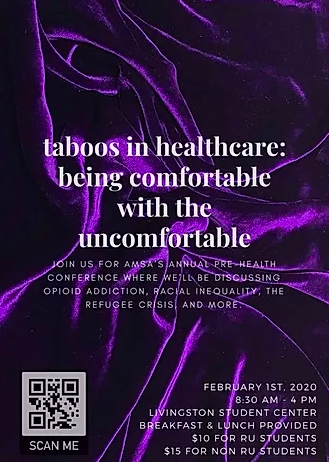 taboos in healthcare:
being comfortable
with the
uncomfortable
JOIN US FOR AMSA'S ANNUAL PRE-HEALTH
CONFERENCE WHERE WE'LL BE DISCUSSING
OPIOID ADDICTION, RACIAL INEQUALITY, THE
REFUGEE CRISIS, AND MORE.
FEBRUARY 1ST, 2020
8:30 AM - 4 PM
LIVINGSTON STUDENT CENTER
BREAKFAST & LUNCH PROVIDED
$10 FOR RU STUDENTS
$15 FOR NON RU STUDENTS
SCAN ME